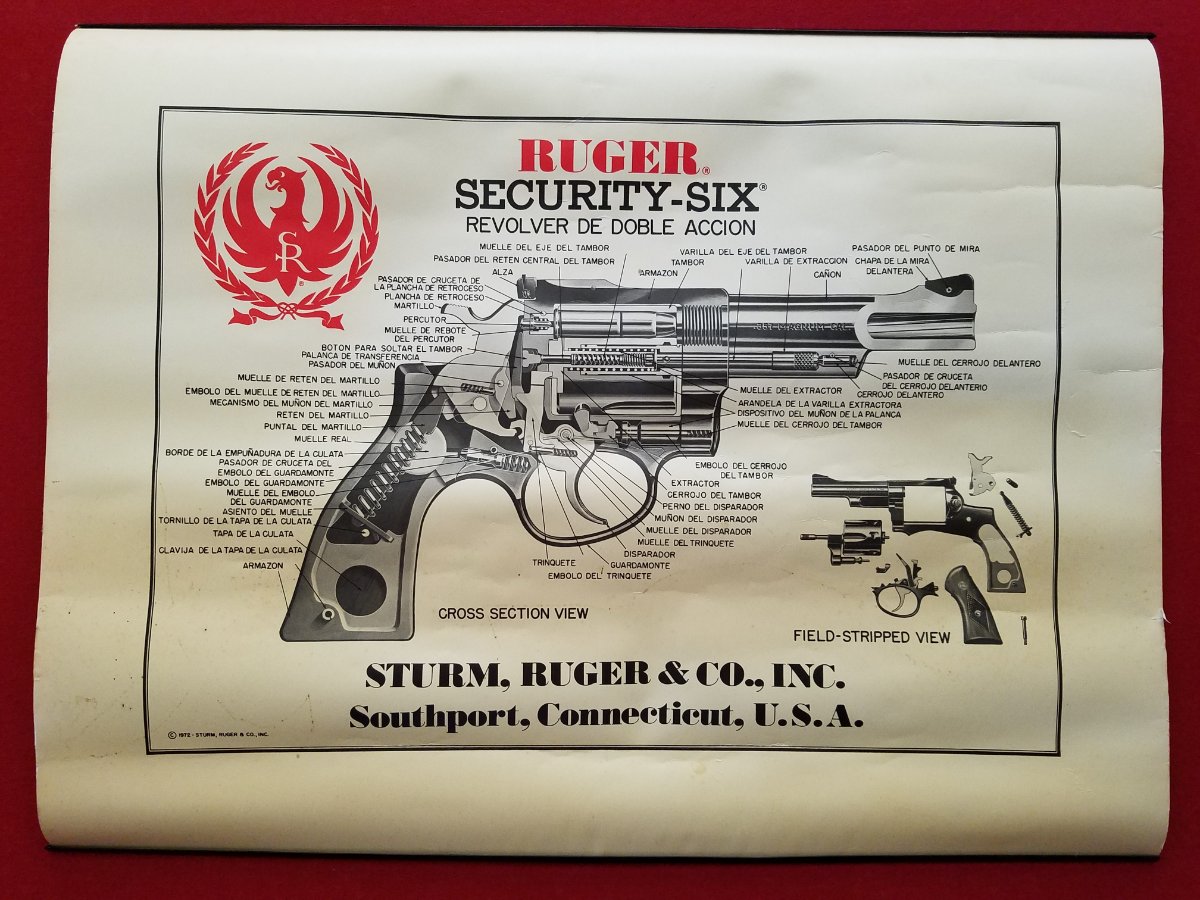 RUGER®
SECURITY-SIX®
REVOLVER DE DOBLE ACCION
SR®
MUELLE DEL EJE DEL TAMBOR
PASADOR DEL RETEN CENTRAL DEL TAMBOR
ALZA
PASADOR DE CRUCETA DE
LA PLANCHA DE RETROCESO
PLANCHA DE RETROCESO
MARTILLO
PERCUTOR
MUELLE DE REBOTE
DEL PERCUTOR
BOTON PARA SOLTAR EL TAMBOR
PALANCA DE TRANSFERENCIA
PASADOR DEL MUÑON
MUELLE DE RETEN DEL MARTILLO
EMBOLO DEL MUELLE DE RETEN DEL MARTILLO
MECANISMO DEL MUÑON DEL MARTILLO
RETEN DEL MARTILLO
PUNTAL DEL MARTILLO
MUELLE REAL
BORDE DE LA EMPUÑADURA DE LA CULATA
PASADOR DE CRUCETA DEL
EMBOLO DEL GUARDAMONTE
EMBOLO DEL GUARDAMONTE
MUELLE DEL EMBOLO
DEL GUARDAMONTE
ASIENTO DEL MUELLE
TORNILLO DE LA TAPA DE LA CULATA
TAPA DE LA CULATA
CLAVIJA DE LA TAPA DE LA CULATA
ARMAZON
VARILLA DEL EJE DEL TAMBOR
TAMBOR
VARILLA DE EXTRACCION
ARMAZON
CAÑON
PASADOR DEL PUNTO DE MIRA
CHAPA DE LA MIRA
DELANTERA
.357 MAGNUM CAL.
MUELLE DEL CERROJO DELANTERO
PASADOR DE CRUCETA
DEL CERROJO DELANTERIO
CERROJO DELANTERO
MUELLE DEL EXTRACTOR
ARANDELA DE LA VARILLA EXTRACTORA
DISPOSITIVO DEL MUÑON DE LA PALANCA
MUELLE DEL CERROJO DEL TAMBOR
EMBOLO DEL CERROJO
DEL TAMBOR
EXTRACTOR
CERROJO DEL TAMBOR
PERNO DEL DISPARADOR
MUÑON DEL DISPARADOR
MUELLE DEL DISPARADOR
MUELLE DEL TRINQUETE
DISPARADOR
TRINQUETE
GUARDAMONTE
EMBOLO DEL TRINQUETE
CROSS SECTION VIEW
FIELD-STRIPPED VIEW
STURM, RUGER & CO., INC.
Southport, Connecticut, U.S.A.
© 1972 - STURM, RUGER & CO., INC.